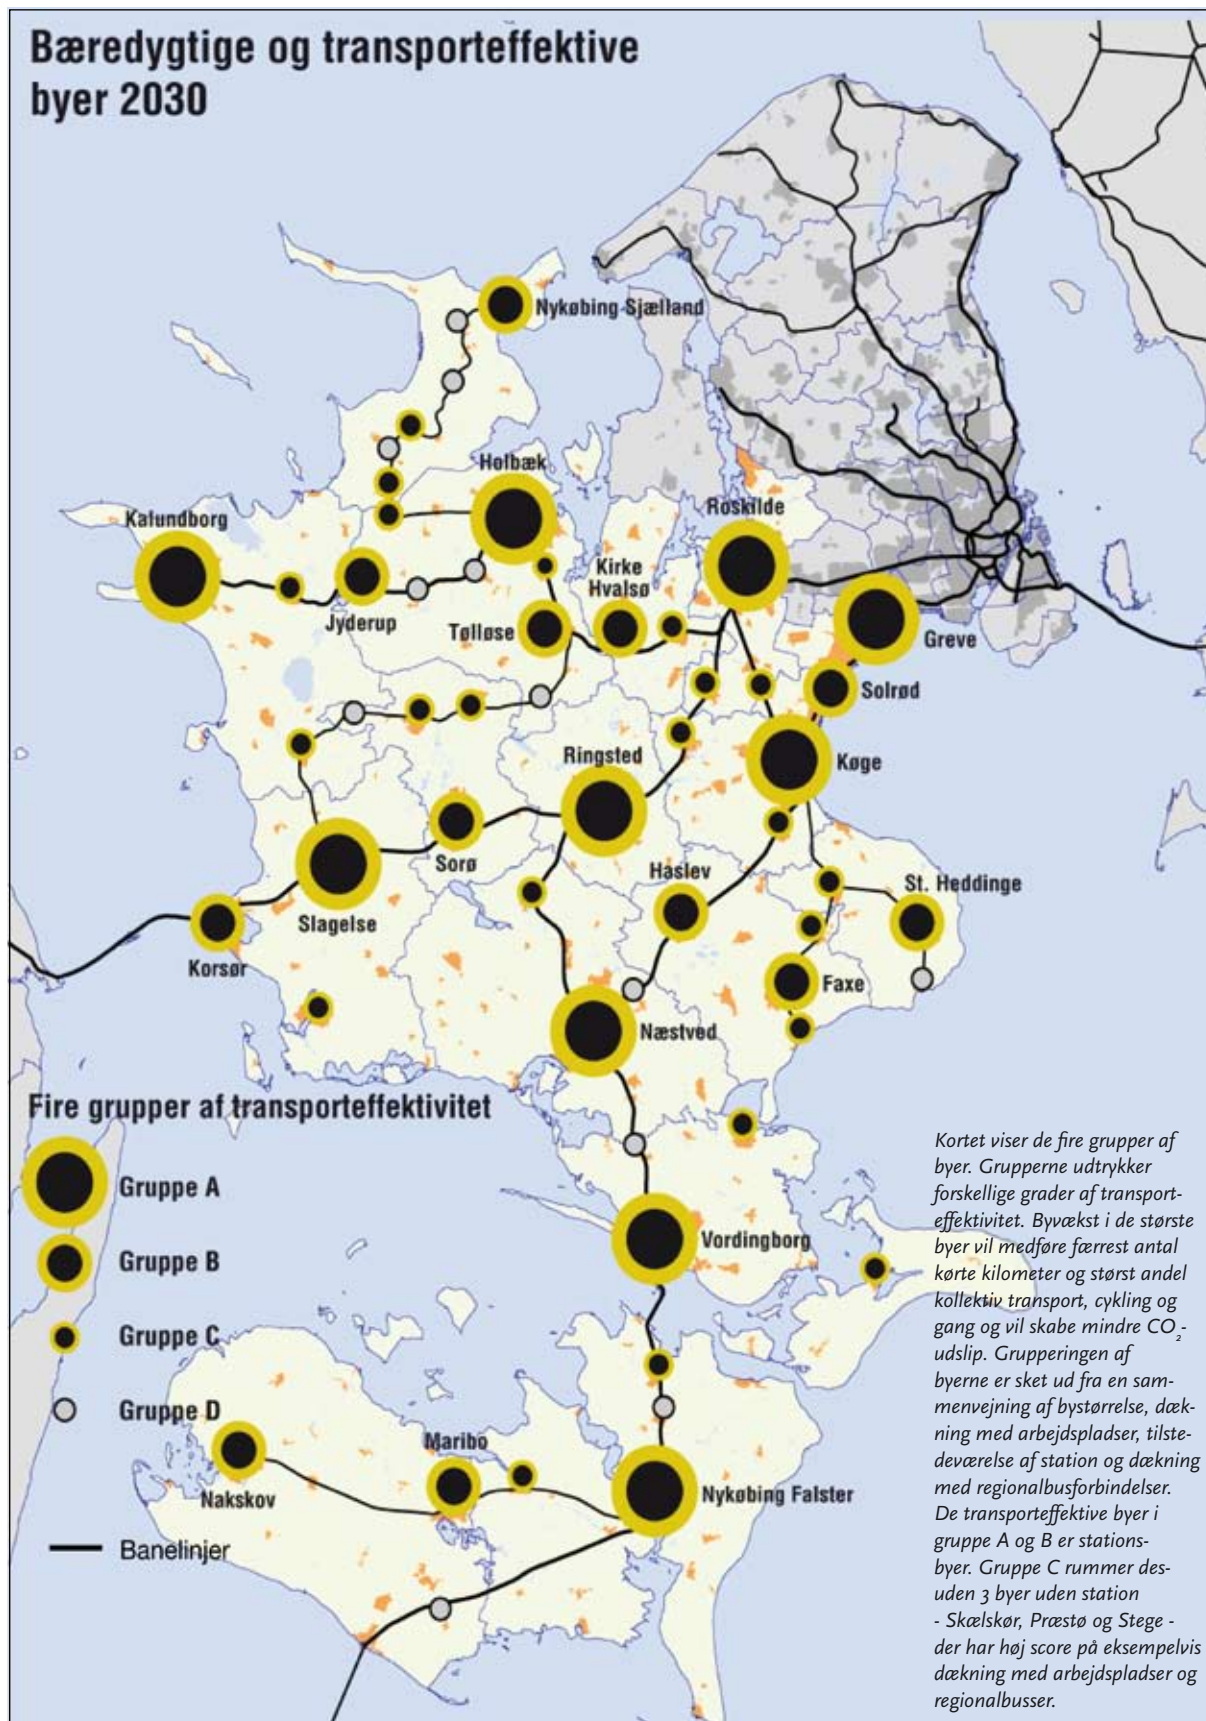 Bæredygtige og transporteffektive
byer 2030
Nykøbing Sjælland
Holbæk
Kalundborg
Roskilde
Kirke
Hvalsø
Jyderup
Tølløse
Greve
Solrød
Ringsted
Køge
Sorø
Haslev
St. Heddinge
Slagelse
Korsør
Faxe
Næstved
Fire grupper af transporteffektivitet
Gruppe A
Gruppe B
Gruppe C
Gruppe D
Banelinjer
Vordingborg
Maribo
Nakskov
Nykøbing Falster
Kortet viser de fire grupper af
byer. Grupperne udtrykker
forskellige grader af transport-
effektivitet. Byvækst i de største
byer vil medføre færrest antal
kørte kilometer og størst andel
kollektiv transport, cykling og
gang og vil skabe mindre CO₂-
udslip. Grupperingen af
byerne er sket ud fra en sam-
menvejning af bystørrelse, dæk-
ning med arbejdspladser, tilste-
deværelse af station og dækning
med regionalbusforbindelser.
De transporteffektive byer i
gruppe A og B er stations-
byer. Gruppe C rummer des-
uden 3 byer uden station
- Skælskør, Præstø og Stege -
der har høj score på eksempelvis
dækning med arbejdspladser og
regionalbusser.